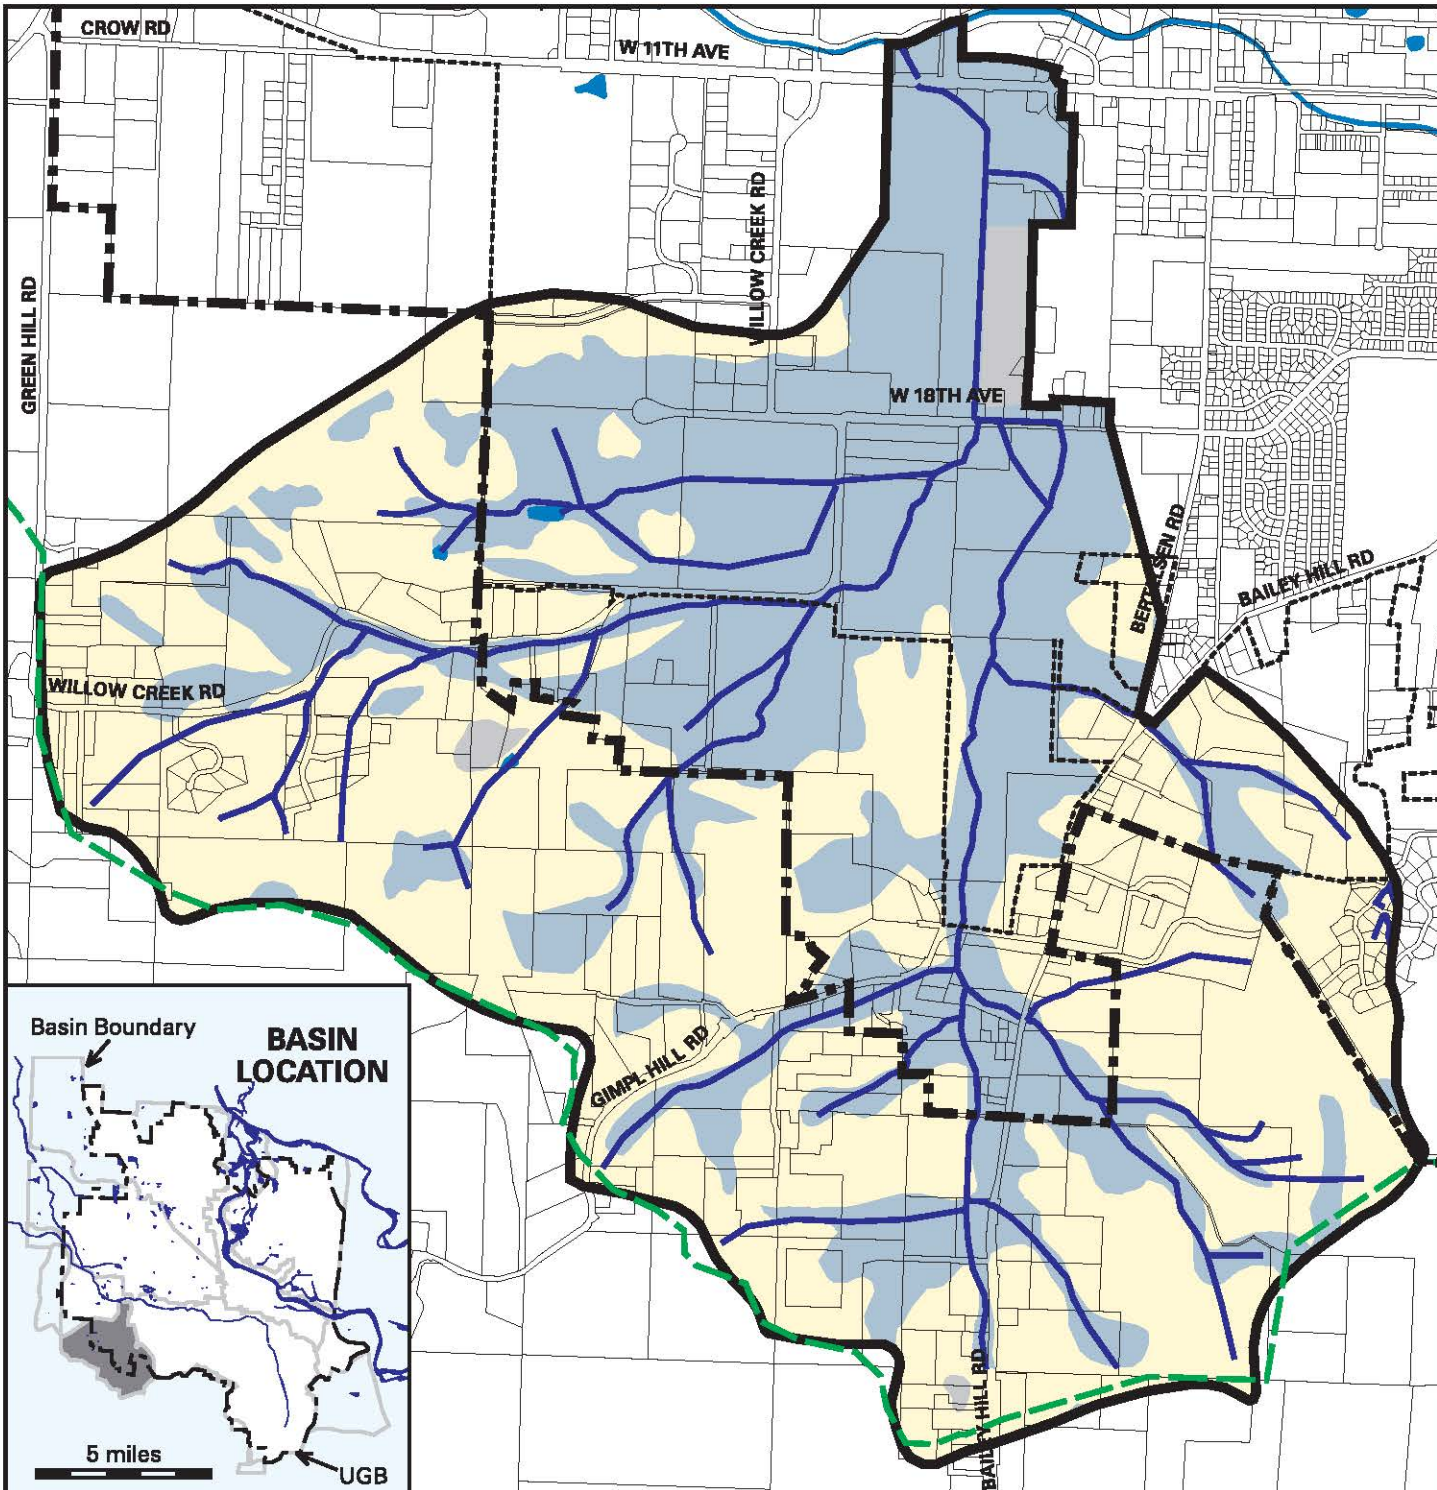 CROW RD
W 11TH AVE
WILLOW CREEK RD
GREEN HILL RD
W 18TH AVE
BERTELSEN RD
BAILEY HILL RD
WILLOW CREEK RD
GIMPL HILL RD
BAILEY HILL RD
Basin Boundary
BASIN
LOCATION
5 miles
UGB